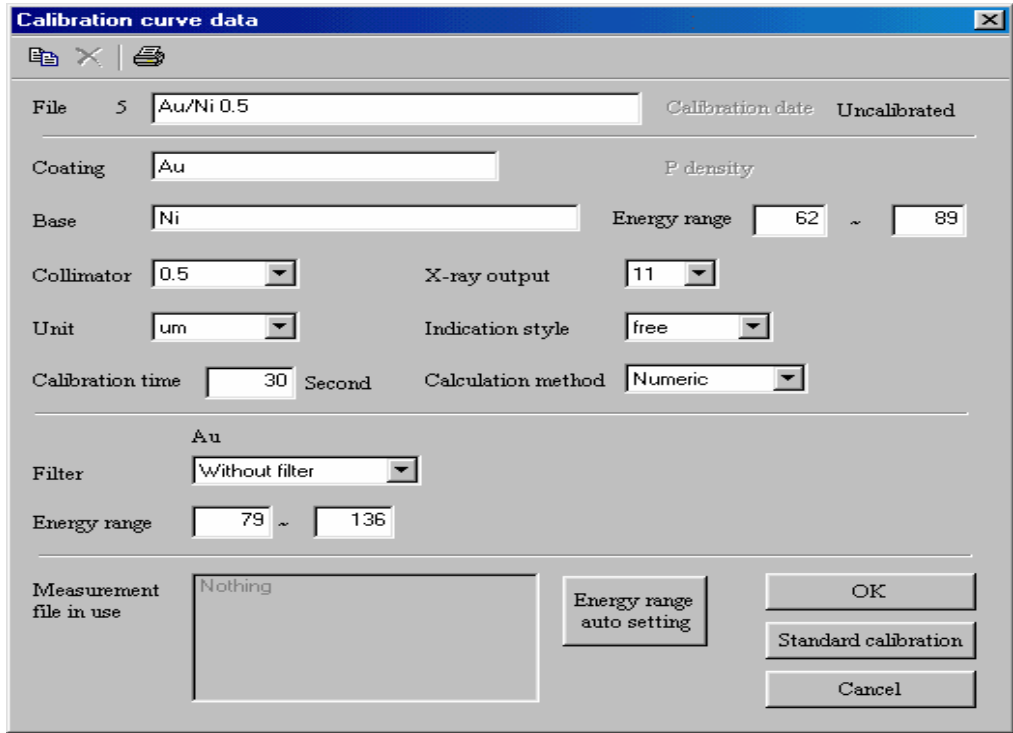 Calibration curve data
File 5 Au/Ni 0.5 Calibration date Uncalibrated
Coating Au P density
Base Ni Energy range 62 ~ 89
Collimator 0.5 X-ray output 11
Unit um Indication style free
Calibration time 30 Second Calculation method Numeric
Au
Filter Without filter
Energy range 79 ~ 136
Measurement
file in use
Nothing
Energy range
auto setting
OK
Standard calibration
Cancel